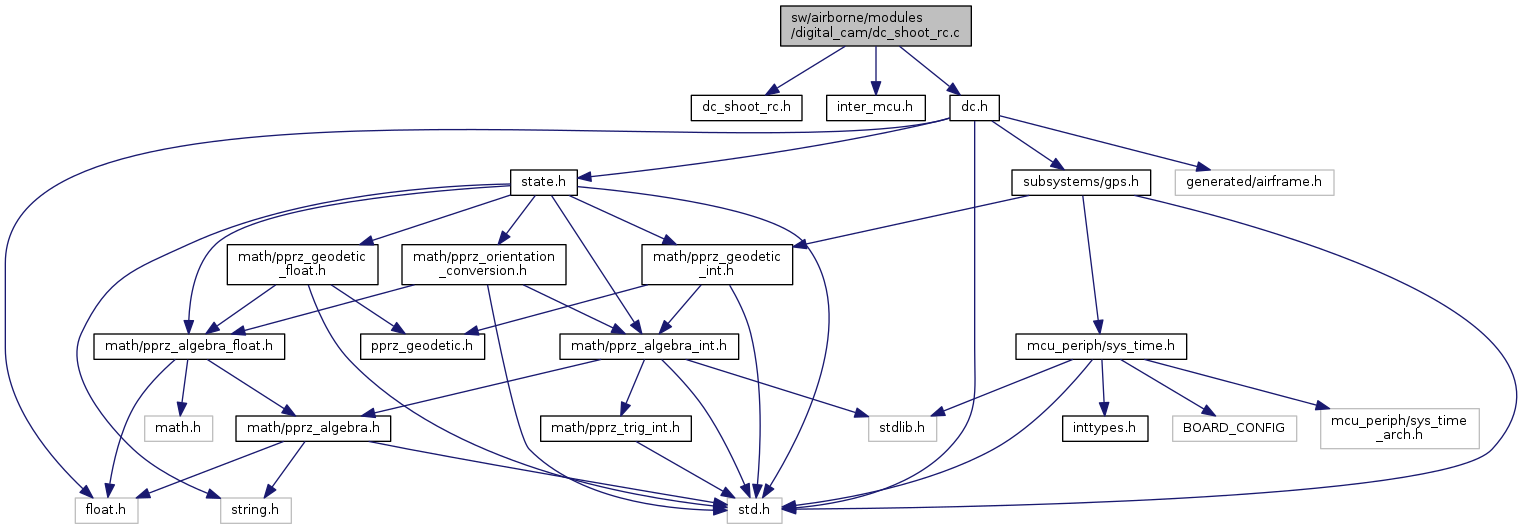 sw/airborne/modules
/digital_cam/dc_shoot_rc.c
dc_shoot_rc.h
inter_mcu.h
dc.h
state.h
subsystems/gps.h
generated/airframe.h
math/pprz_geodetic
_float.h
math/pprz_orientation
_conversion.h
math/pprz_geodetic
_int.h
math/pprz_algebra_float.h
pprz_geodetic.h
math/pprz_algebra_int.h
mcu_periph/sys_time.h
math.h
math/pprz_algebra.h
math/pprz_trig_int.h
stdlib.h
inttypes.h
BOARD_CONFIG
mcu_periph/sys_time
_arch.h
float.h
string.h
std.h